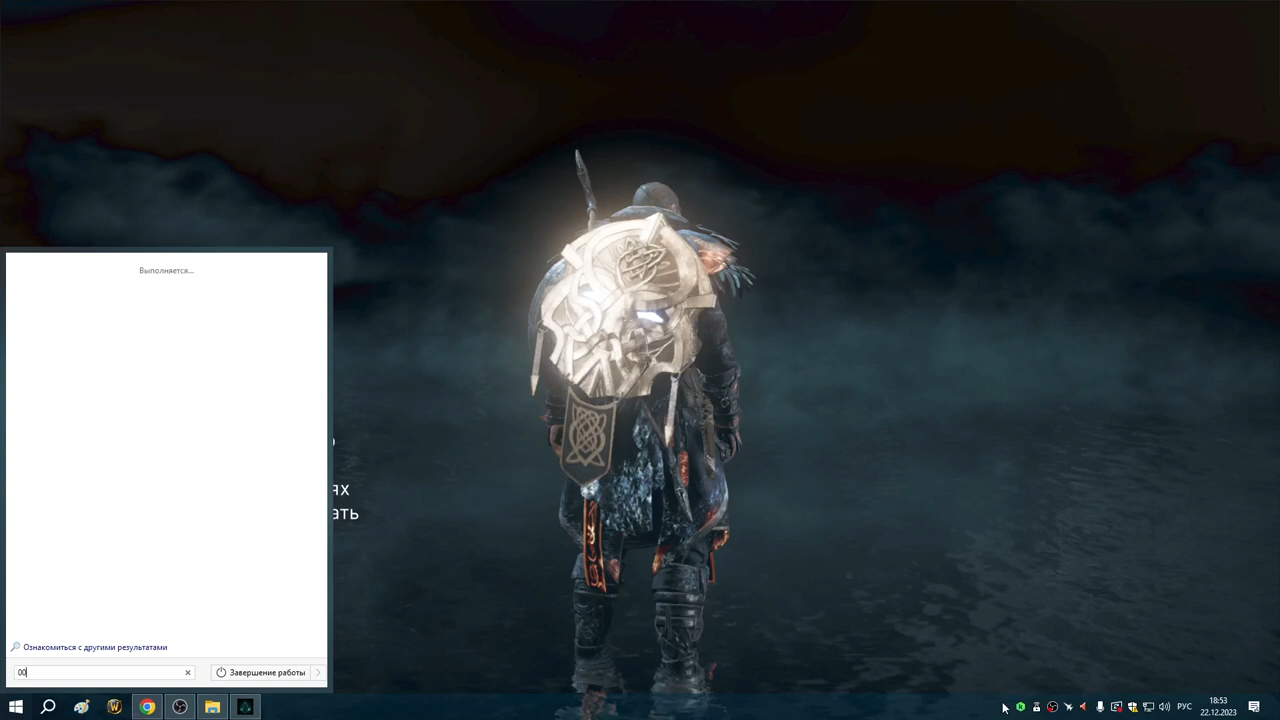 Выполняется...
ях
ать
Ознакомиться с другими результатами
00
Завершение работы
РУС
18:53
22.12.2023